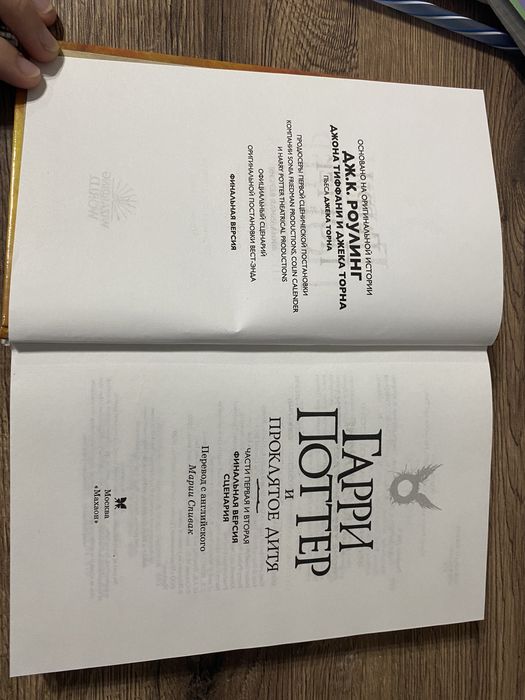 ОСНОВАНО НА ОРИГИНАЛЬНОЙ ИСТОРИИ
ДЖ.К. РОУЛИНГ
ДЖОНА ТИФФАНИ И ДЖЕКА ТОРНА
ПЬЕСА ДЖЕКА ТОРНА
ПРОДЮСЕРЫ ПЕРВОЙ СЦЕНИЧЕСКОЙ ПОСТАНОВКИ
КОМПАНИИ SONIA FRIEDMAN PRODUCTIONS, COLIN CALENDER
И HARRY POTTER THEATRICAL PRODUCTIONS
ОФИЦИАЛЬНЫЙ СЦЕНАРИЙ
ОРИГИНАЛЬНОЙ ПОСТАНОВКИ ВЕСТ-ЭНДА
ФИНАЛЬНАЯ ВЕРСИЯ
ГАРРИ
ПОТТЕР
И
ПРОКЛЯТОЕ ДИТЯ
ЧАСТИ ПЕРВАЯ И ВТОРАЯ
ФИНАЛЬНАЯ ВЕРСИЯ
СЦЕНАРИЯ
Перевод с английского
Марии Спивак
Москва
«Махаон»